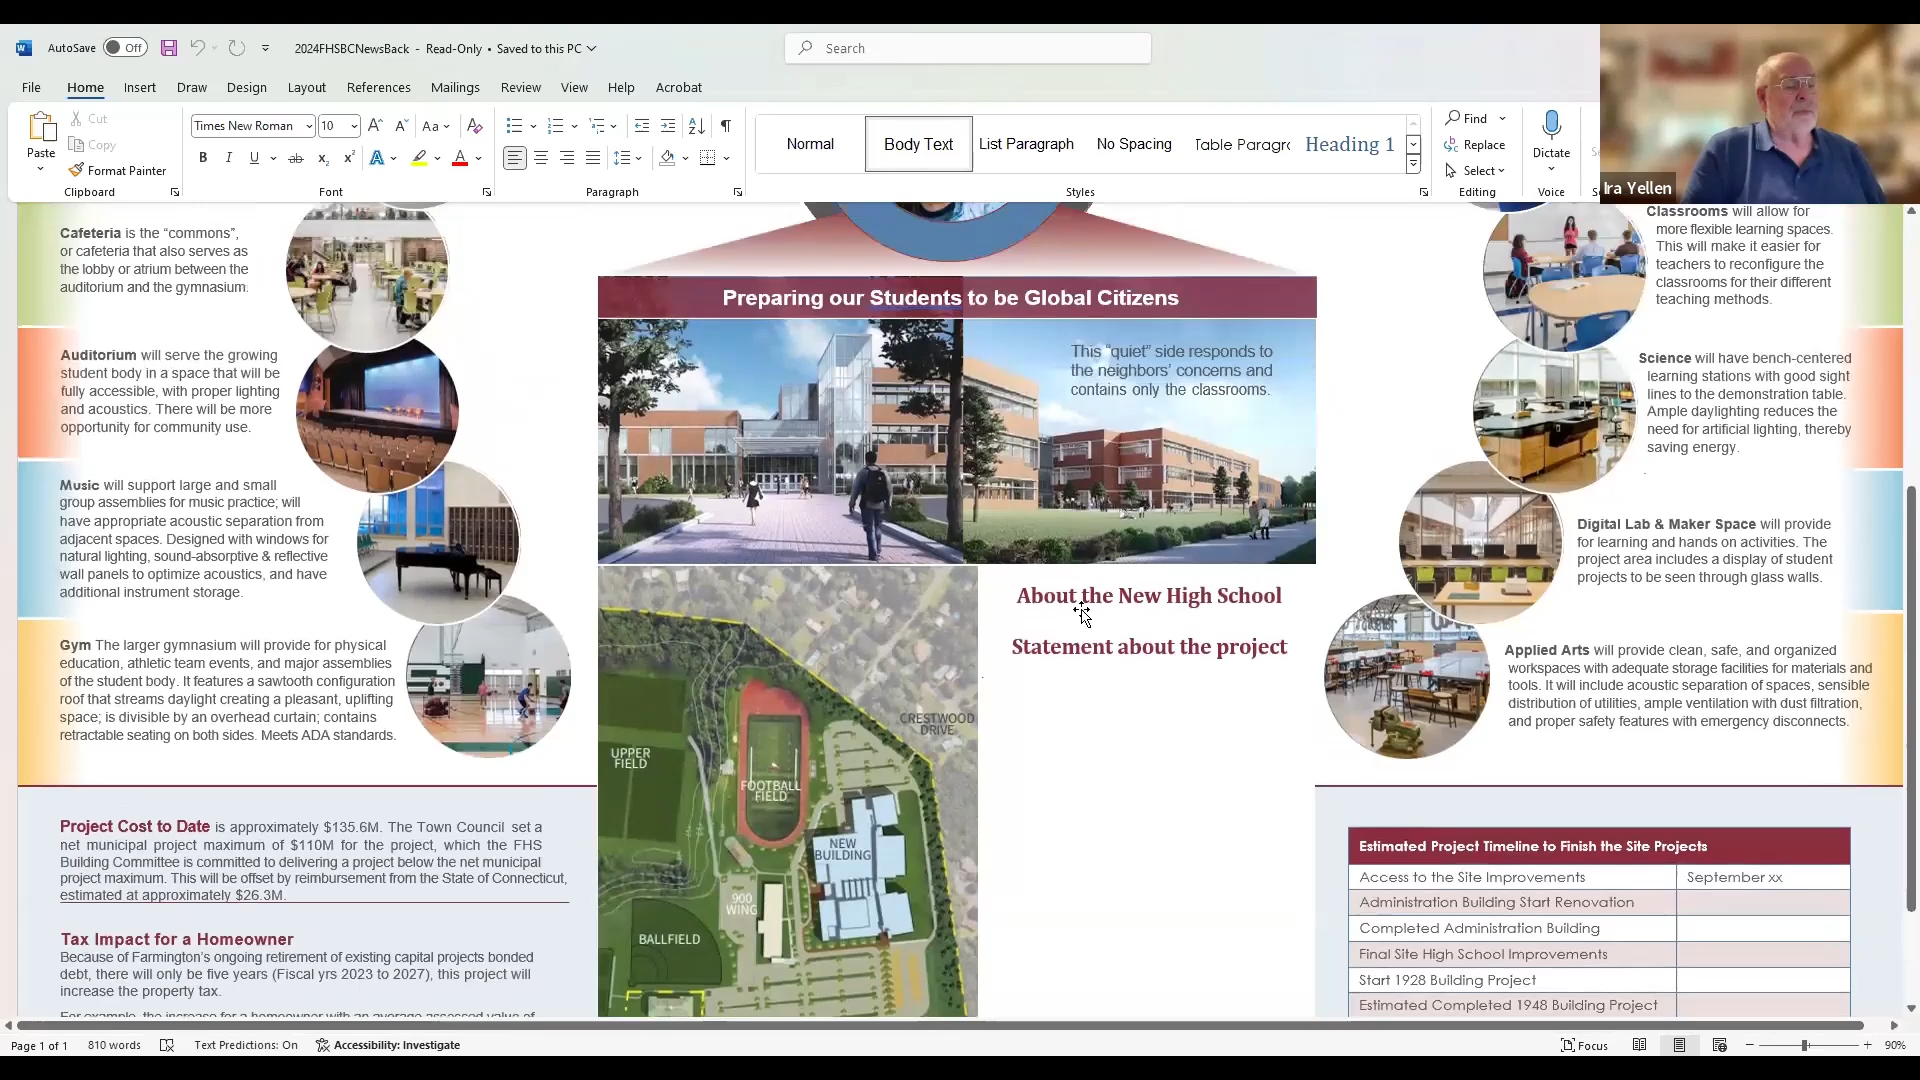 AutoSave Off 2024FHSBCNewsBack - Read-Only • Saved to this PC Search
File Home Insert Draw Design Layout References Mailings Review View Help Acrobat
Paste
Cut
Copy
Format Painter
Clipboard
Times New Roman 10
Font
Paragraph
Normal Body Text List Paragraph No Spacing Table Paragra Heading 1
Styles
Find
Replace
Select
Editing
Dictate
Voice
Ira Yellen
Cafeteria is the “commons”,
or cafeteria that also serves as
the lobby or atrium between the
auditorium and the gymnasium.
Auditorium will serve the growing
student body in a space that will be
fully accessible, with proper lighting
and acoustics. There will be more
opportunity for community use.
Music will support large and small
group assemblies for music practice; will
have appropriate acoustic separation from
adjacent spaces. Designed with windows for
natural lighting, sound-absorptive & reflective
wall panels to optimize acoustics, and have
additional instrument storage.
Gym The larger gymnasium will provide for physical
education, athletic team events, and major assemblies
of the student body. It features a sawtooth configuration
roof that streams daylight creating a pleasant, uplifting
space; is divisible by an overhead curtain; contains
retractable seating on both sides. Meets ADA standards.
Project Cost to Date is approximately $135.6M. The Town Council set a
net municipal project maximum of $110M for the project, which the FHS
Building Committee is committed to delivering a project below the net municipal
project maximum. This will be offset by reimbursement from the State of Connecticut,
estimated at approximately $26.3M.
Tax Impact for a Homeowner
Because of Farmington’s ongoing retirement of existing capital projects bonded
debt, there will only be five years (Fiscal yrs 2023 to 2027), this project will
increase the property tax.
For example, the increase for a homeowner with an average assessed value of
Preparing our Students to be Global Citizens
This “quiet” side responds to
the neighbors’ concerns and
contains only the classrooms.
About the New High School
Statement about the project
CRESTWOOD
DRIVE
UPPER
FIELD
FOOTBALL
FIELD
NEW
BUILDING
900
WING
BALLFIELD
Classrooms will allow for
more flexible learning spaces.
This will make it easier for
teachers to reconfigure the
classrooms for their different
teaching methods.
Science will have bench-centered
learning stations with good sight
lines to the demonstration table.
Ample daylighting reduces the
need for artificial lighting, thereby
saving energy.
Digital Lab & Maker Space will provide
for learning and hands on activities. The
project area includes a display of student
projects to be seen through glass walls.
Applied Arts will provide clean, safe, and organized
workspaces with adequate storage facilities for materials and
tools. It will include acoustic separation of spaces, sensible
distribution of utilities, ample ventilation with dust filtration,
and proper safety features with emergency disconnects.
Estimated Project Timeline to Finish the Site Projects
Access to the Site Improvements September xx
Administration Building Start Renovation
Completed Administration Building
Final Site High School Improvements
Start 1928 Building Project
Estimated Completed 1948 Building Project
Page 1 of 1 810 words Text Predictions: On Accessibility: Investigate Focus 90%